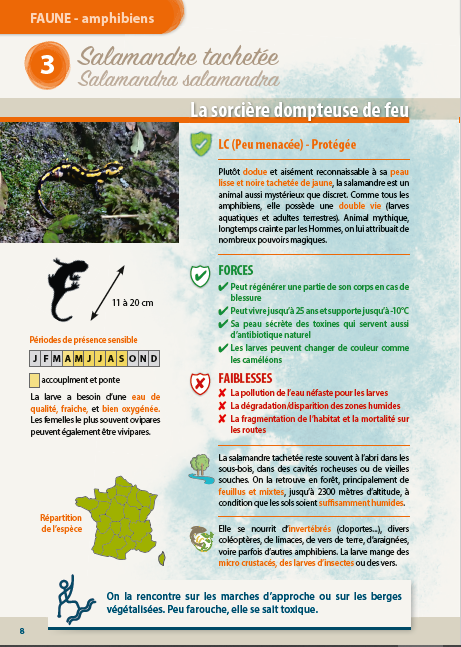 FAUNE - amphibiens
3
Salamandre tachetée
Salamandra salamandra
La sorcière dompteuse de feu
LC (Peu menacée) - Protégée
Plutôt dodue et aisément reconnaissable à sa peau
lisse et noire tachetée de jaune, la salamandre est un
animal aussi mystérieux que discret. Comme tous les
amphibiens, elle possède une double vie (larves
aquatiques et adultes terrestres). Animal mythique,
longtemps crainte par les Hommes, on lui attribuait de
nombreux pouvoirs magiques.
11 à 20 cm
Périodes de présence sensible
J F M A M J J A S O N D
accouplment et ponte
La larve a besoin d'une eau de
qualité, fraiche, et bien oxygénée.
Les femelles le plus souvent ovipares
peuvent également être vivipares.
Répartition
de l'espèce
FORCES
✔ Peut régénérer une partie de son corps en cas de
blessure
✔ Peut vivre jusqu'à 25 ans et supporte jusqu'à -10°C
✔ Sa peau sécrète des toxines qui servent aussi
d'antibiotique naturel
✔ Les larves peuvent changer de couleur comme
les caméléons
FAIBLESSES
✘ La pollution de l'eau néfaste pour les larves
✘ La dégradation/disparition des zones humides
✘ La fragmentation de l'habitat et la mortalité sur
les routes
La salamandre tachetée reste souvent à l'abri dans les
sous-bois, dans des cavités rocheuses ou de vieilles
souches. On la retrouve en forêt, principalement de
feuillus et mixtes, jusqu'à 2300 mètres d'altitude, à
condition que les sols soient suffisamment humides.
Elle se nourrit d'invertébrés (cloportes...), divers
coléoptères, de limaces, de vers de terre, d'araignées,
voire parfois d'autres amphibiens. La larve mange des
micro crustacés, des larves d'insectes ou des vers.
On la rencontre sur les marches d'approche ou sur les berges
végétalisées. Peu farouche, elle se sait toxique.
8